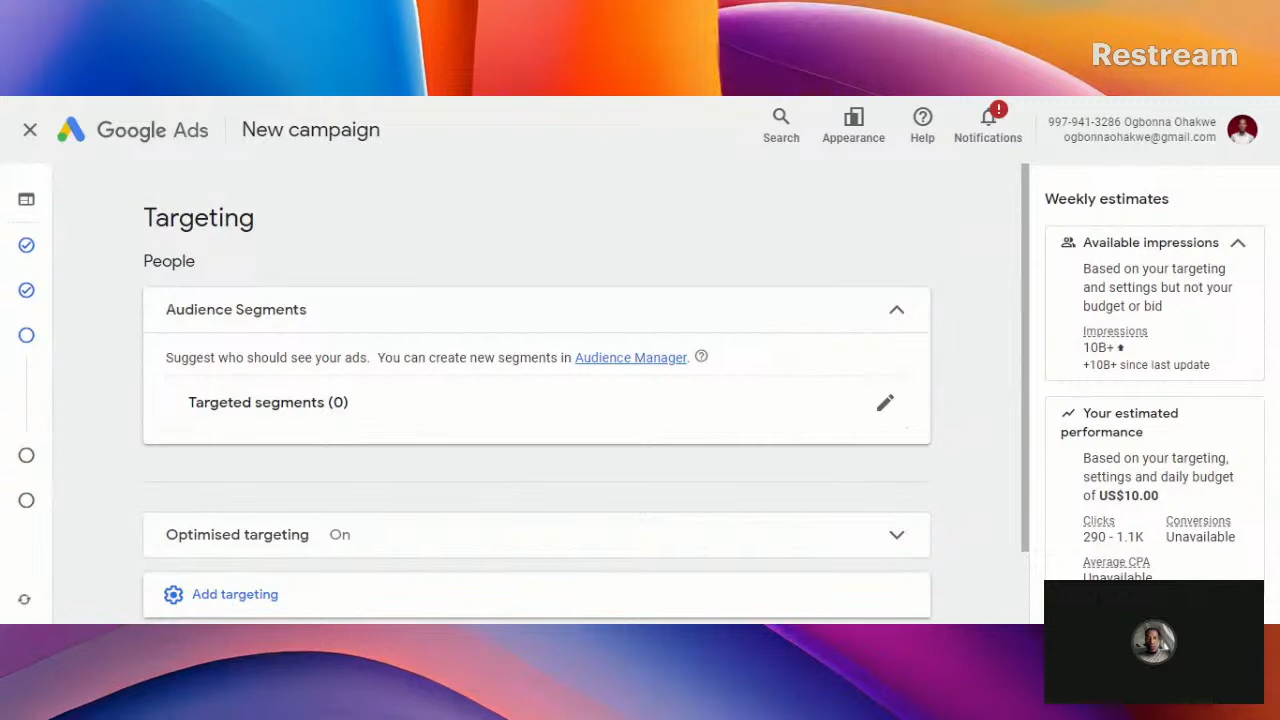 Restream
Google Ads
New campaign
Search
Appearance
Help
Notifications
997-941-3286 Ogbonna Ohakwe
ogbonnaohakwe@gmail.com
Targeting
People
Audience Segments
Suggest who should see your ads. You can create new segments in Audience Manager.
Targeted segments (0)
Optimised targeting On
Add targeting
Weekly estimates
Available impressions
Based on your targeting
and settings but not your
budget or bid
Impressions
10B+
+10B+ since last update
Your estimated
performance
Based on your targeting,
settings and daily budget
of US$10.00
Clicks Conversions
290 - 1.1K Unavailable
Average CPA
Unavailable